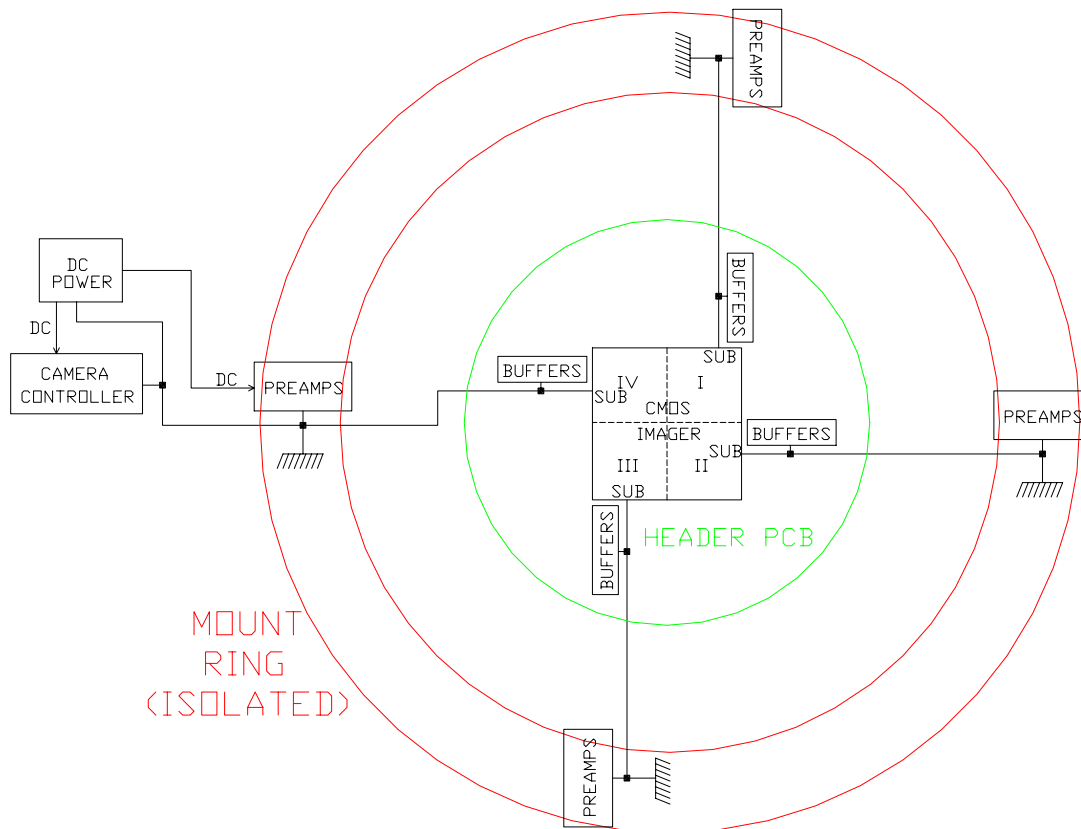 PREAMPS
DC
POWER
DC
CAMERA
CONTROLLER
DC
PREAMPS
BUFFERS
BUFFERS
SUB
IV
I
SUB
CMOS
IMAGER
BUFFERS
SUB
III
II
SUB
PREAMPS
BUFFERS
HEADER PCB
MOUNT
RING
(ISOLATED)
PREAMPS